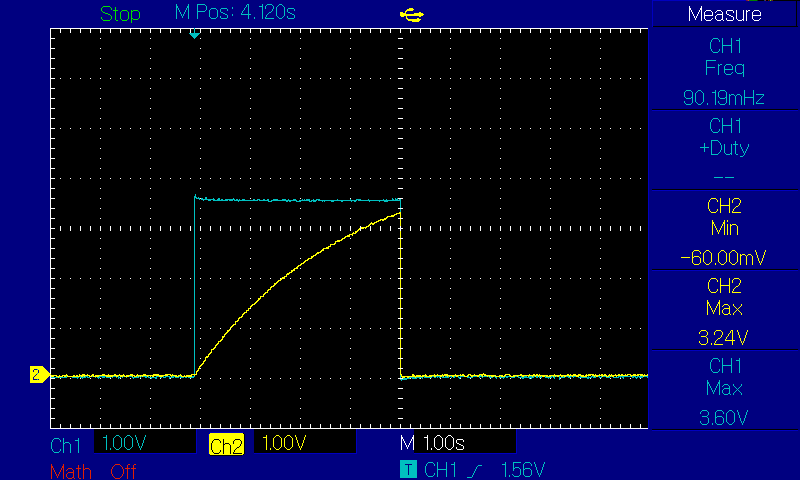 Stop M Pos: 4.120s Measure
CH1
Freq
90.19mHz
CH1
+Duty
--
CH2
Min
-60.00mV
CH2
Max
3.24V
CH1
Max
3.60V
2
Ch1 1.00V Ch2 1.00V M 1.00s
Math Off T CH1 1.56V